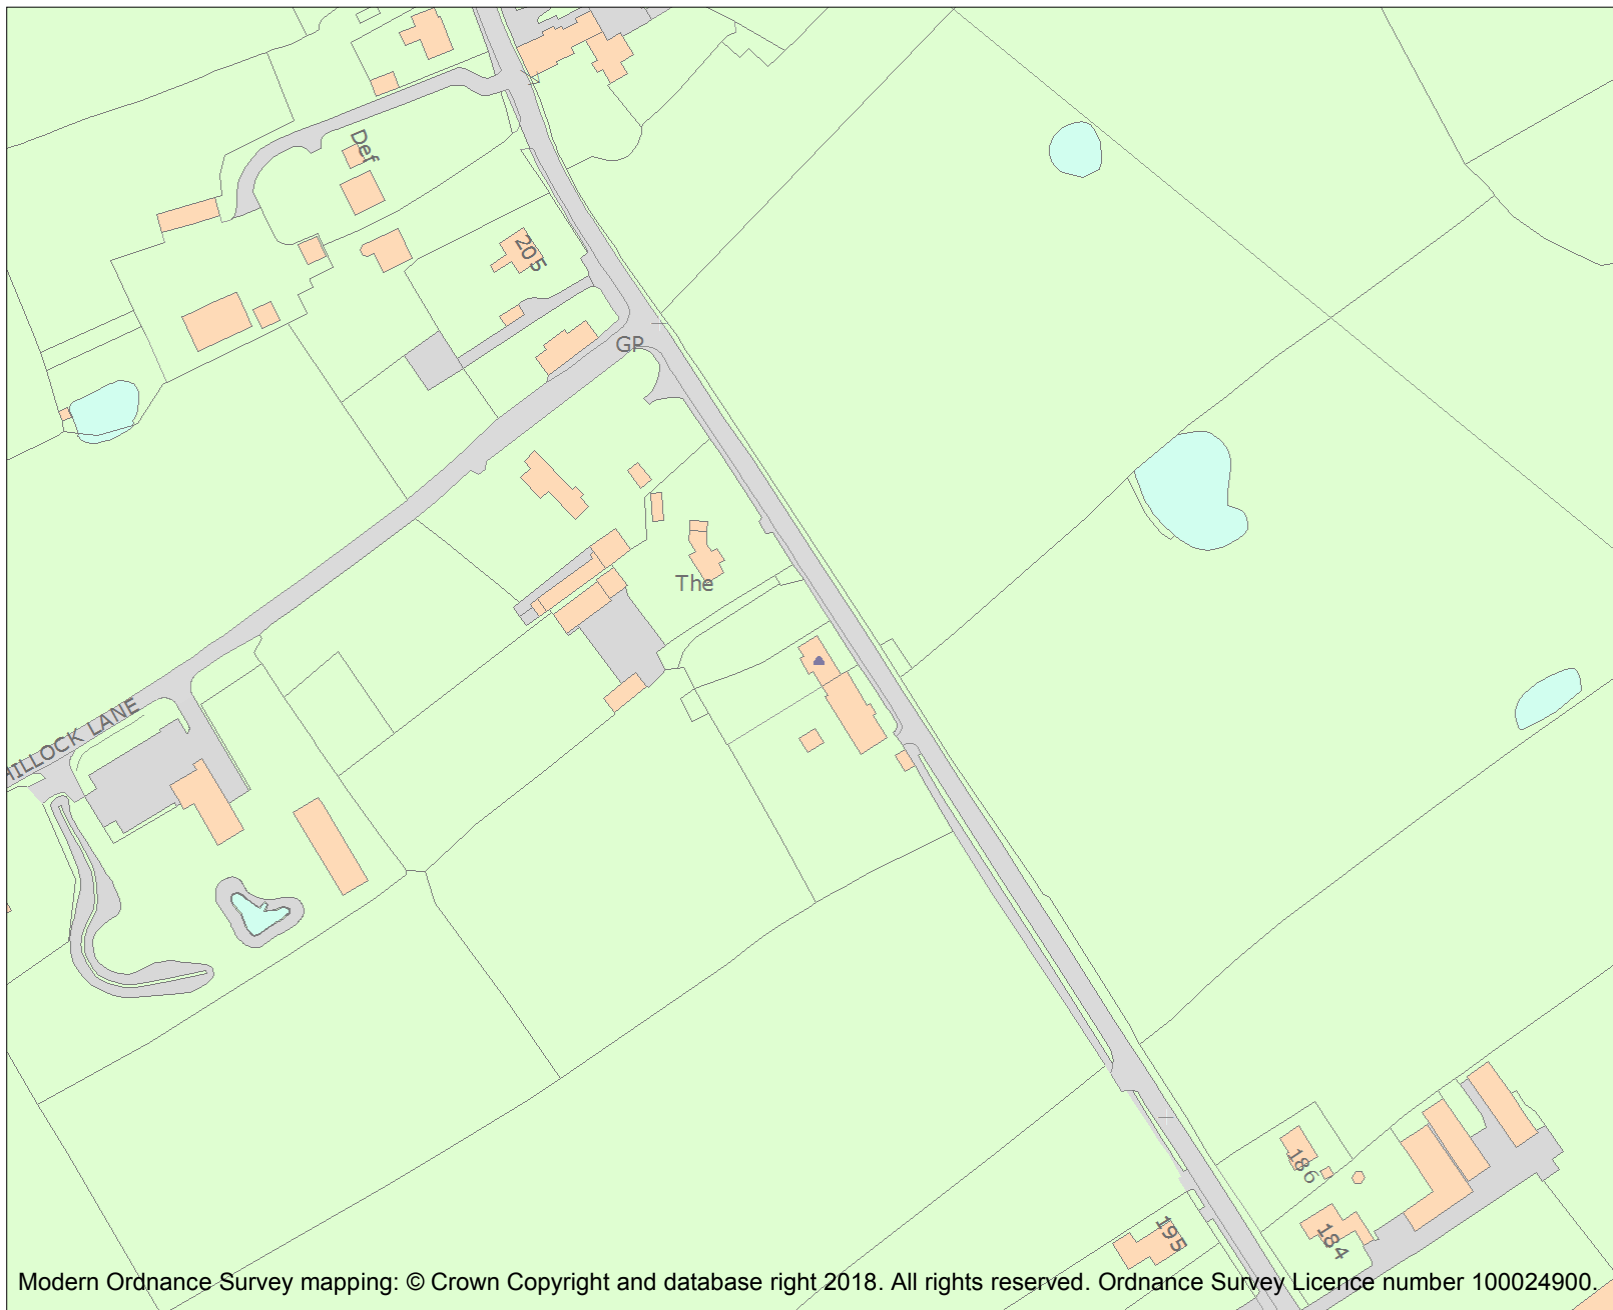 Def
205
GP
The
HILLOCK LANE
186
184
195
Modern Ordnance Survey mapping: © Crown Copyright and database right 2018. All rights reserved. Ordnance Survey Licence number 100024900.